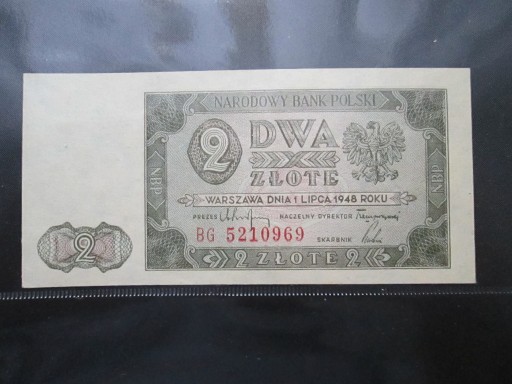 NARODOWY BANK POLSKI
NBP
2
DWA
ZŁOTE
NBP
WARSZAWA DNIA 1 LIPCA 1948 ROKU
PREZES NACZELNY DYREKTOR
BG 5210969
SKARBNIK
2
2 ZŁOTE 2